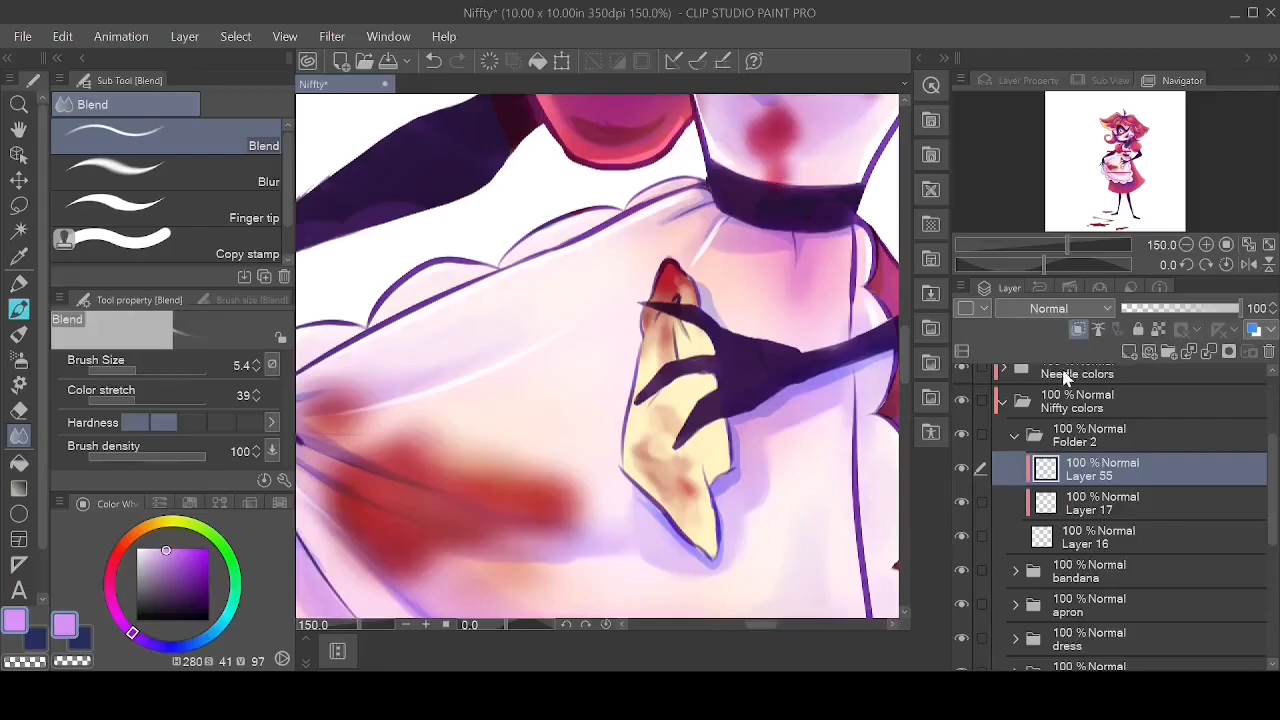 Niffty* (10.00 x 10.00in 350dpi 150.0%) - CLIP STUDIO PAINT PRO
File Edit Animation Layer Select View Filter Window Help
Sub Tool [Blend]
Niffty*
Layer Property Sub View Navigator
Blend
Blend
Blur
Finger tip
Copy stamp
150.0
0.0
Tool property [Blend] Brush size [Blender]
Layer
Blend
Normal 100
Brush Size 5.4
Color stretch 39
Hardness
Brush density 100
Needle colors
100 % Normal
Niffty colors
100 % Normal
Folder 2
100 % Normal
Layer 55
100 % Normal
Layer 17
100 % Normal
Layer 16
100 % Normal
bandana
100 % Normal
apron
100 % Normal
dress
100 % Normal
Color Wh
H 280 S 41 V 97
150.0 0.0
A